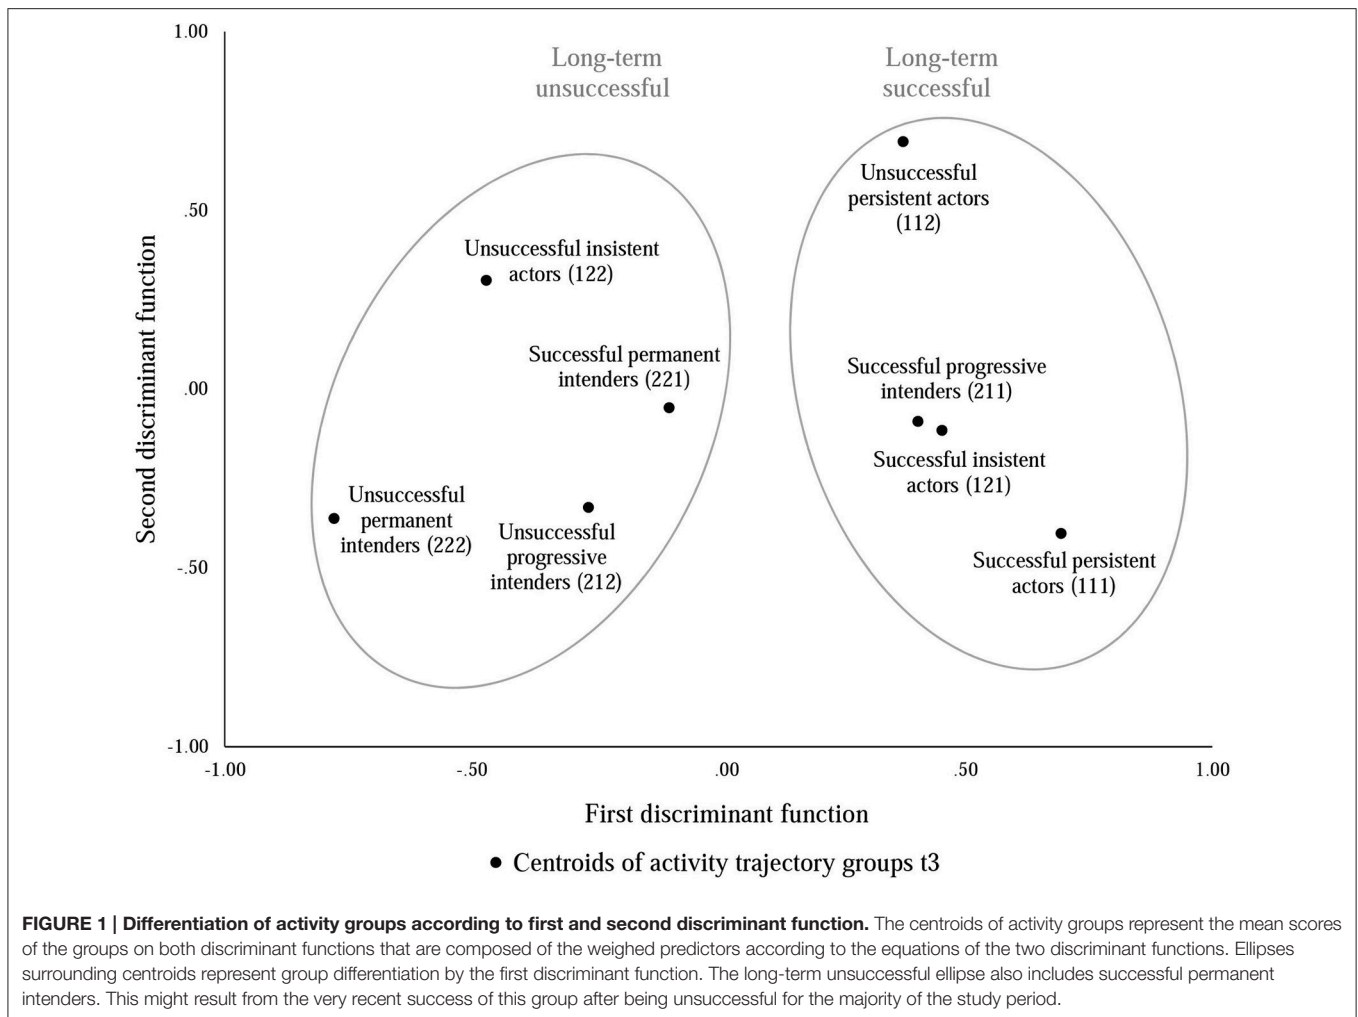 1.00
Long-term
unsuccessful
Long-term
successful
Unsuccessful
persistent actors
(112)
.50
Unsuccessful insistent
actors (122)
Successful permanent
intenders (221)
Successful progressive
intenders (211)
.00
Successful insistent
actors (121)
Unsuccessful
permanent
intenders (222)
Unsuccessful
progressive
intenders (212)
Successful persistent
actors (111)
-.50
-1.00
Second discriminant function
-1.00
-.50
.00
.50
1.00
First discriminant function
Centroids of activity trajectory groups t3
FIGURE 1 | Differentiation of activity groups according to first and second discriminant function. The centroids of activity groups represent the mean scores
of the groups on both discriminant functions that are composed of the weighed predictors according to the equations of the two discriminant functions. Ellipses
surrounding centroids represent group differentiation by the first discriminant function. The long-term unsuccessful ellipse also includes successful permanent
intenders. This might result from the very recent success of this group after being unsuccessful for the majority of the study period.